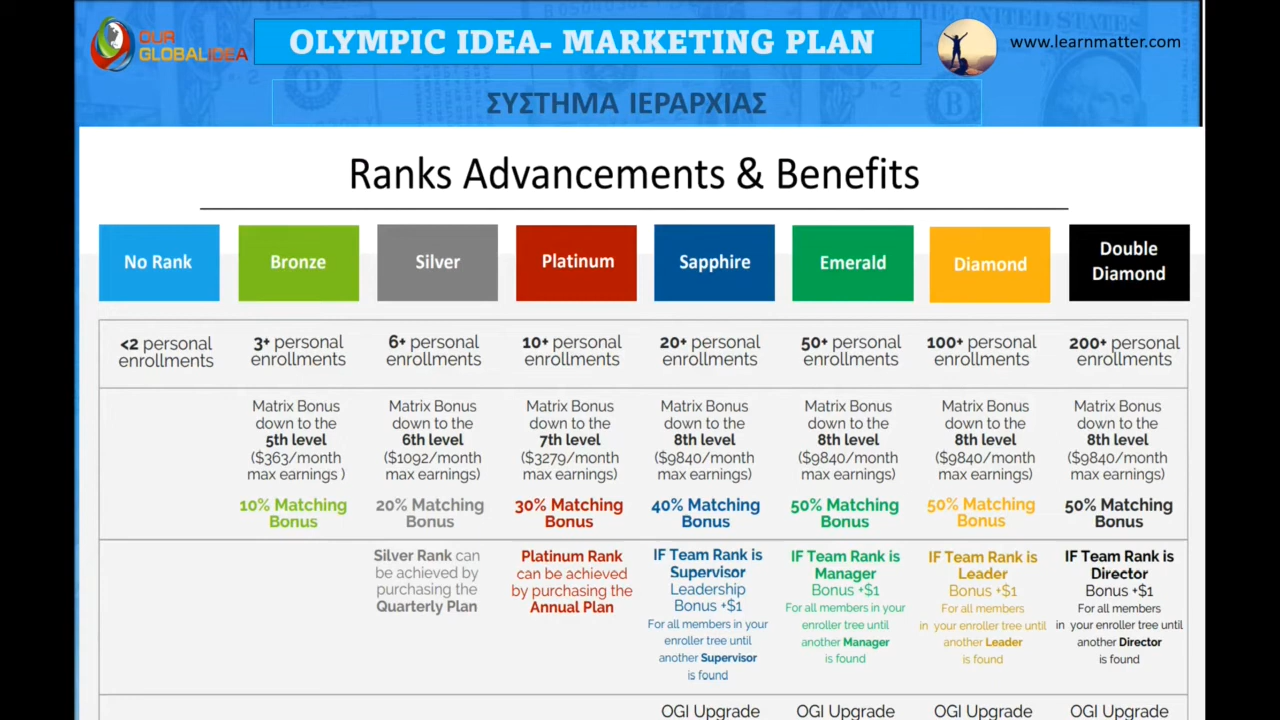 OUR
GLOBALIDEA
OLYMPIC IDEA- MARKETING PLAN
www.learnmatter.com
ΣΥΣΤΗΜΑ ΙΕΡΑΡΧΙΑΣ
Ranks Advancements & Benefits
No Rank
Bronze
Silver
Platinum
Sapphire
Emerald
Diamond
Double
Diamond
<2 personal
enrollments
3+ personal
enrollments
6+ personal
enrollments
10+ personal
enrollments
20+ personal
enrollments
50+ personal
enrollments
100+ personal
enrollments
200+ personal
enrollments
Matrix Bonus
down to the
5th level
($363/month
max earnings )
10% Matching
Bonus
Matrix Bonus
down to the
6th level
($1092/month
max earnings)
20% Matching
Bonus
Matrix Bonus
down to the
7th level
($3279/month
max earnings)
30% Matching
Bonus
Matrix Bonus
down to the
8th level
($9840/month
max earnings)
40% Matching
Bonus
Matrix Bonus
down to the
8th level
($9840/month
max earnings)
50% Matching
Bonus
Matrix Bonus
down to the
8th level
($9840/month
max earnings)
50% Matching
Bonus
Matrix Bonus
down to the
8th level
($9840/month
max earnings)
50% Matching
Bonus
Silver Rank can
be achieved by
purchasing the
Quarterly Plan
Platinum Rank
can be achieved
by purchasing the
Annual Plan
IF Team Rank is
Supervisor
Leadership
Bonus +$1
For all members in your
enroller tree until
another Supervisor
is found
IF Team Rank is
Manager
Bonus +$1
For all members in your
enroller tree until
another Manager
is found
IF Team Rank is
Leader
Bonus +$1
For all members
in your enroller tree until
another Leader
is found
IF Team Rank is
Director
Bonus +$1
For all members
in your enroller tree until
another Director
is found
OGI Upgrade
OGI Upgrade
OGI Upgrade
OGI Upgrade